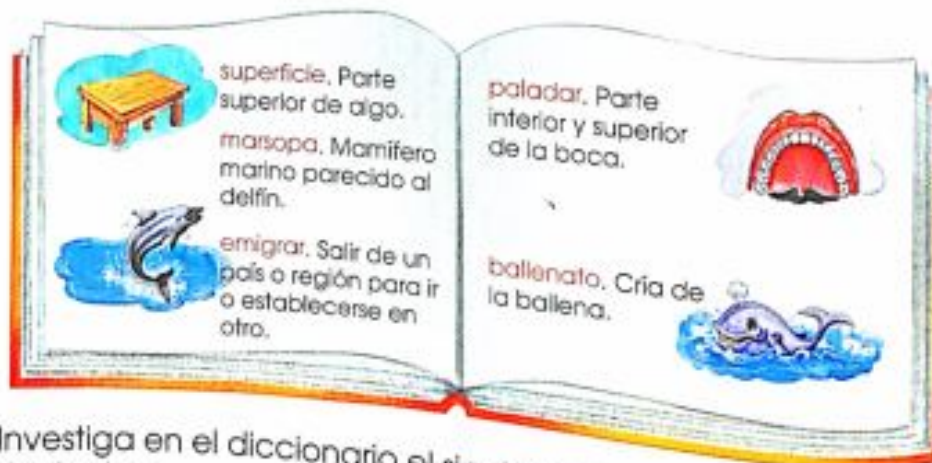 superficie. Parte
superior de algo.
marsopa. Mamífero
marino parecido al
delfín.
emigrar. Salir de un
país o región para ir
o establecerse en
otro.
paladar. Parte
interior y superior
de la boca.
ballenato. Cría de
la ballena.
Investiga en el diccionario el